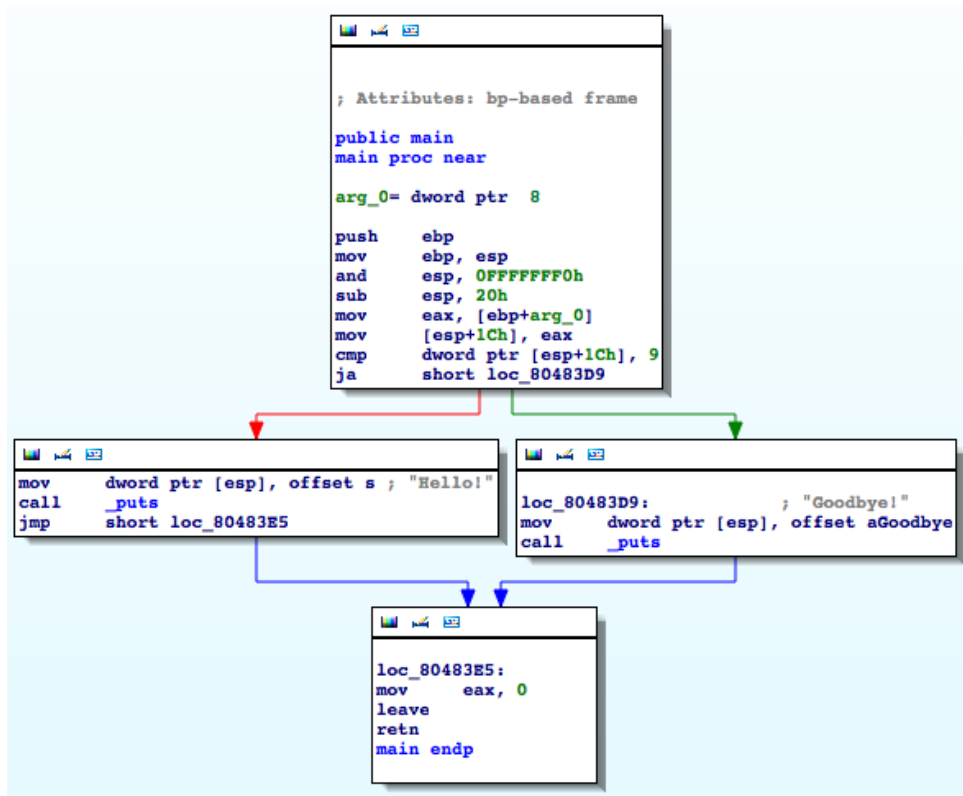 ; Attributes: bp-based frame
public main
main proc near
arg_0= dword ptr  8
push    ebp
mov     ebp, esp
and     esp, 0FFFFFFF0h
sub     esp, 20h
mov     eax, [ebp+arg_0]
mov     [esp+1Ch], eax
cmp     dword ptr [esp+1Ch], 9
ja      short loc_80483D9
mov     dword ptr [esp], offset s ; "Hello!"
call    _puts
jmp     short loc_80483E5
loc_80483D9:            ; "Goodbye!"
mov     dword ptr [esp], offset aGoodbye
call    _puts
loc_80483E5:
mov     eax, 0
leave
retn
main endp